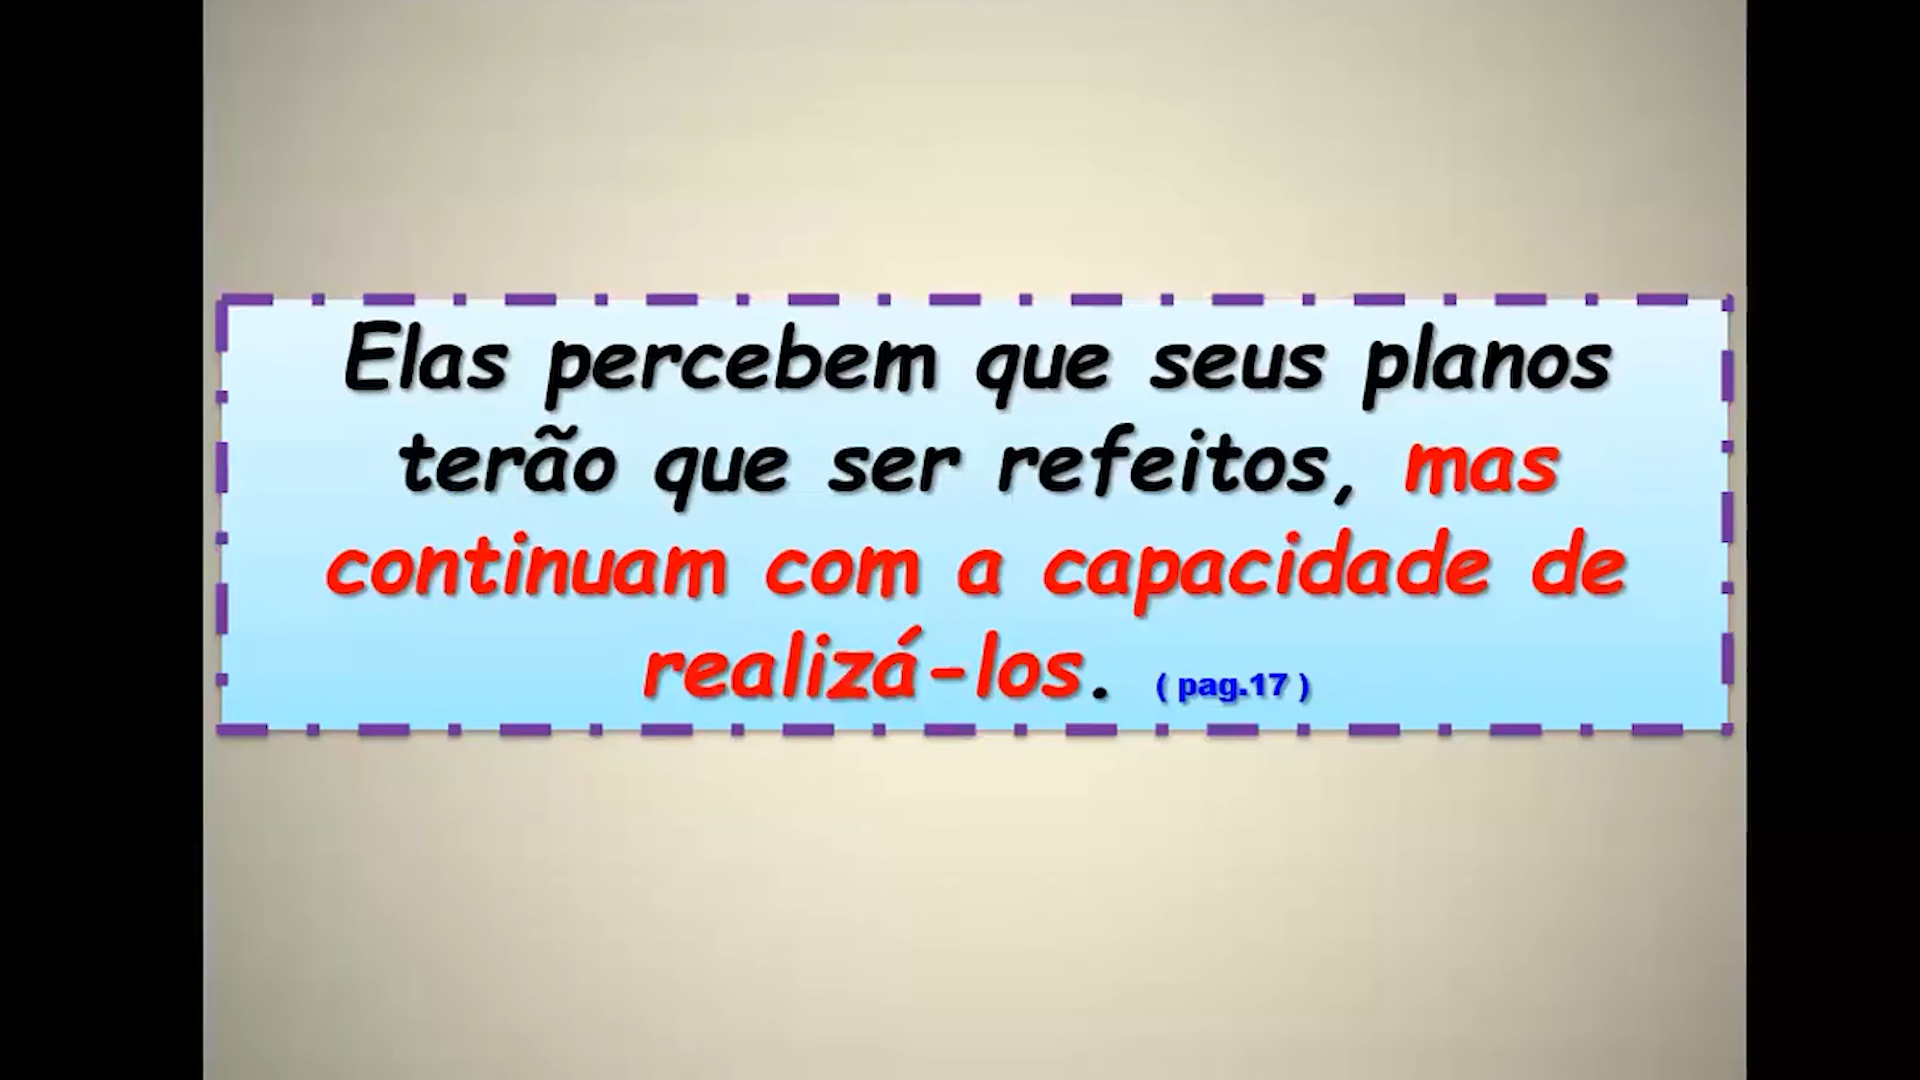 Elas percebem que seus planos
terão que ser refeitos, mas
continuam com a capacidade de
realizá-los. ( pag.17 )